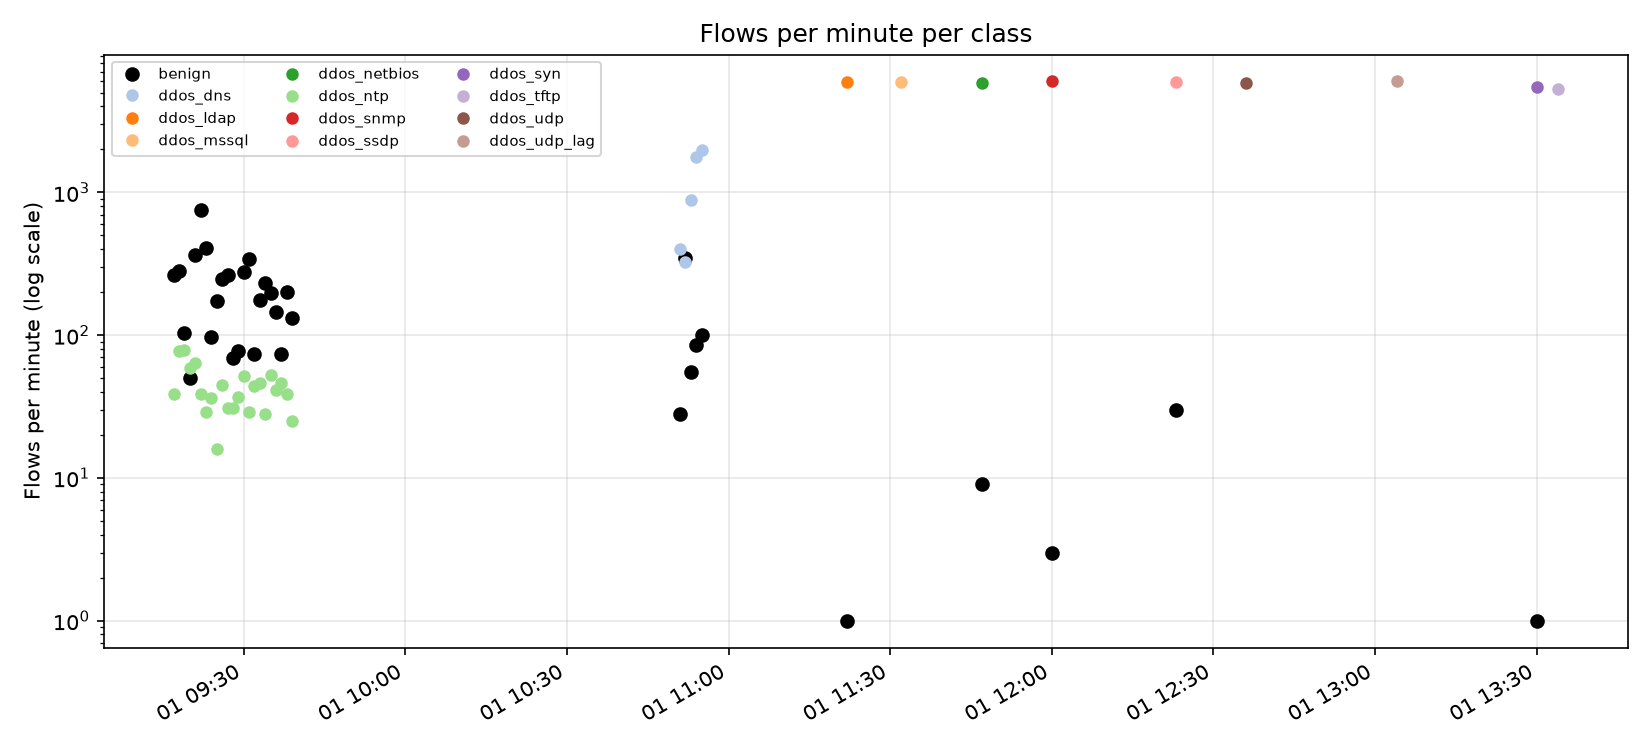 Flows per minute per class
benign
ddos_dns
ddos_ldap
ddos_mssql
ddos_netbios
ddos_ntp
ddos_snmp
ddos_ssdp
ddos_syn
ddos_tftp
ddos_udp
ddos_udp_lag
Flows per minute (log scale)
10³
10²
10¹
10⁰
01 09:30
01 10:00
01 10:30
01 11:00
01 11:30
01 12:00
01 12:30
01 13:00
01 13:30